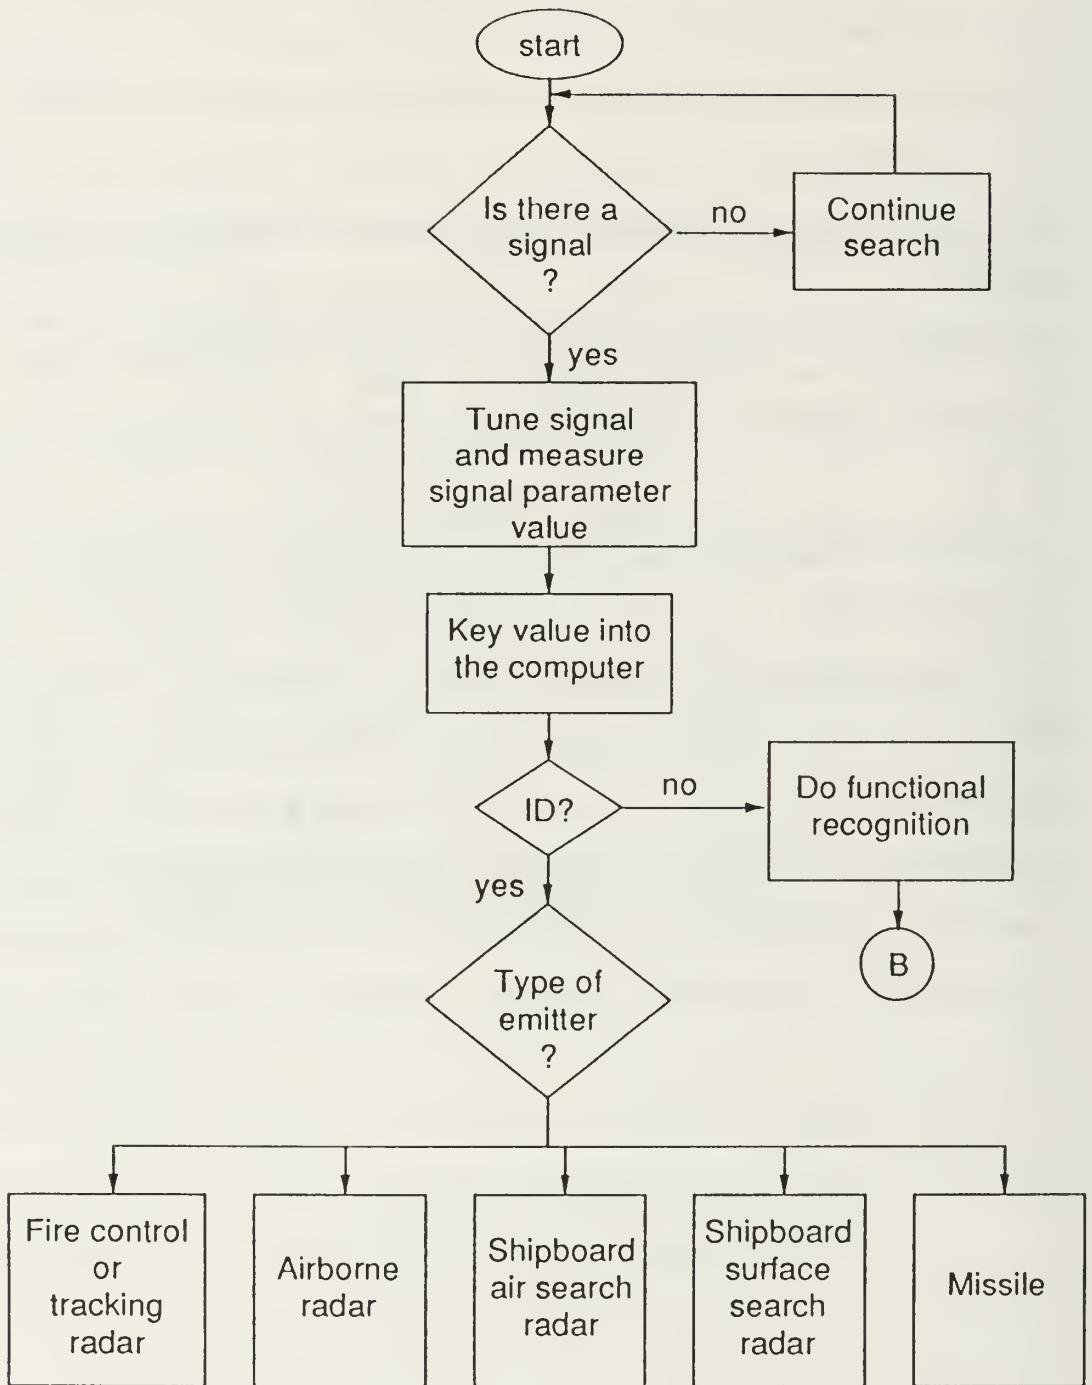 start
Is there a
signal
?
no
Continue
search
yes
Tune signal
and measure
signal parameter
value
Key value into
the computer
ID?
no
Do functional
recognition
yes
B
Type of
emitter
?
Fire control
or
tracking
radar
Airborne
radar
Shipboard
air search
radar
Shipboard
surface
search
radar
Missile